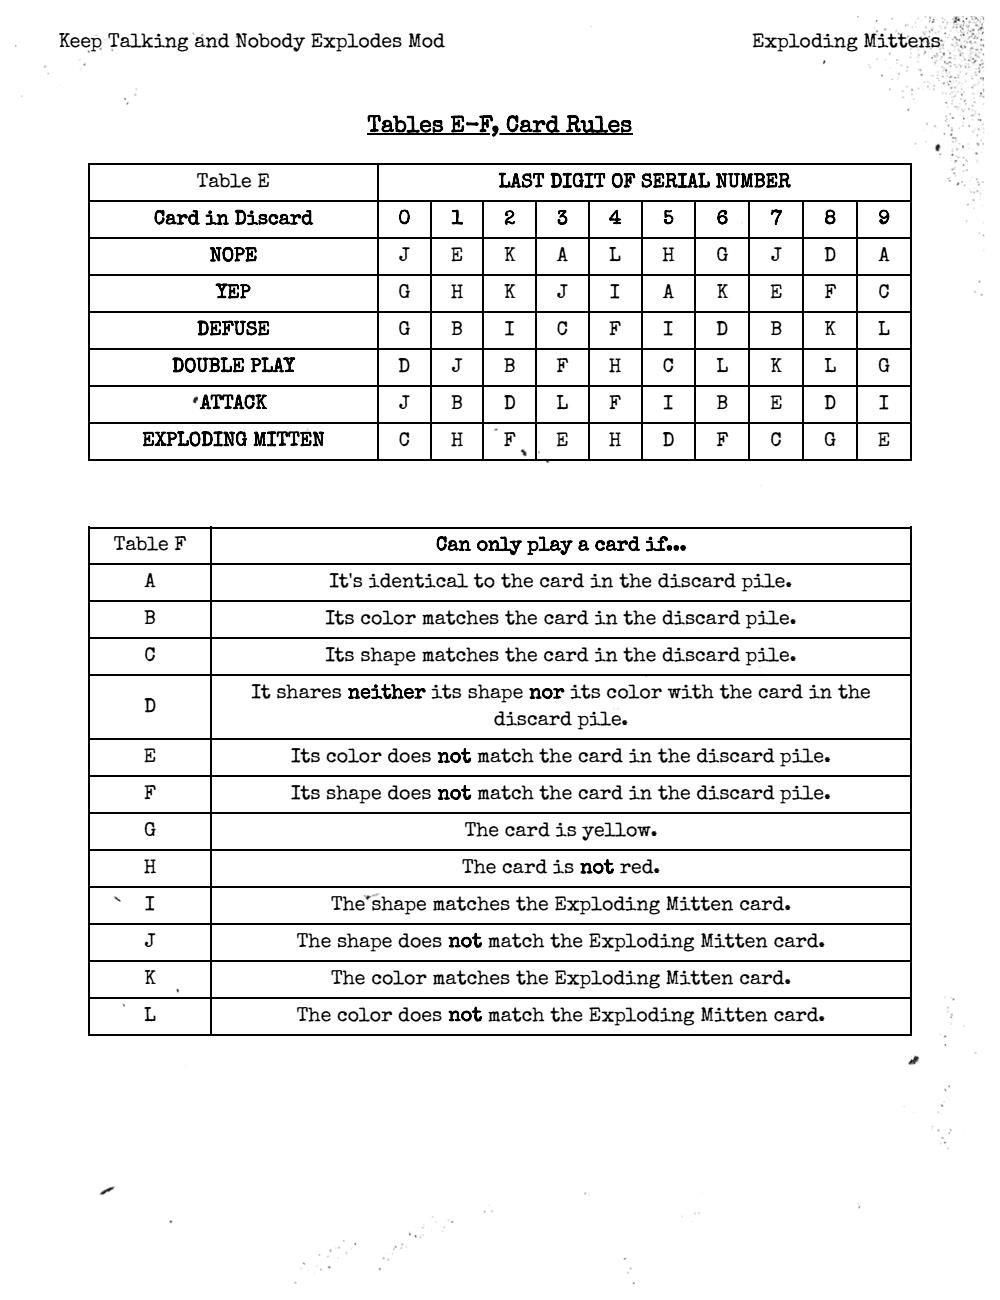 Keep Talking and Nobody Explodes Mod Exploding Mittens
Tables E-F, Card Rules
Table E LAST DIGIT OF SERIAL NUMBER
Card in Discard 0 1 2 3 4 5 6 7 8 9
NOPE J E K A L H G J D A
YEP G H K J I A K E F C
DEFUSE G B I C F I D B K L
DOUBLE PLAY D J B F H C L K L G
ATTACK J B D L F I B E D I
EXPLODING MITTEN C H F E H D F C G E
Table F Can only play a card if...
A It's identical to the card in the discard pile.
B Its color matches the card in the discard pile.
C Its shape matches the card in the discard pile.
D It shares neither its shape nor its color with the card in the
discard pile.
E Its color does not match the card in the discard pile.
F Its shape does not match the card in the discard pile.
G The card is yellow.
H The card is not red.
I The shape matches the Exploding Mitten card.
J The shape does not match the Exploding Mitten card.
K The color matches the Exploding Mitten card.
L The color does not match the Exploding Mitten card.